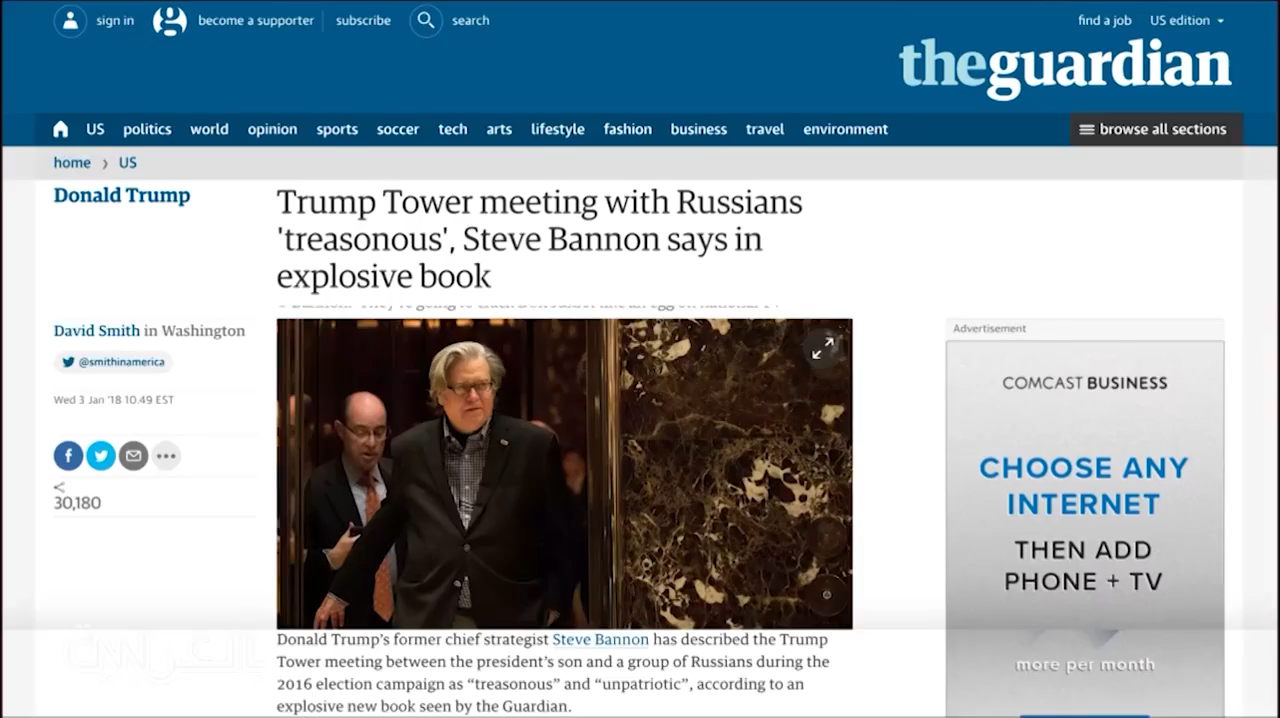 sign in
become a supporter
subscribe
search
find a job
US edition
theguardian
US
politics
world
opinion
sports
soccer
tech
arts
lifestyle
fashion
business
travel
environment
browse all sections
home › US
Donald Trump
Trump Tower meeting with Russians
'treasonous', Steve Bannon says in
explosive book
David Smith in Washington
@smithinamerica
Wed 3 Jan '18 10.49 EST
30,180
Advertisement
COMCAST BUSINESS
CHOOSE ANY
INTERNET
THEN ADD
PHONE + TV
more per month
Donald Trump's former chief strategist Steve Bannon has described the Trump
Tower meeting between the president's son and a group of Russians during the
2016 election campaign as “treasonous” and “unpatriotic”, according to an
explosive new book seen by the Guardian.
CNN بالعربية